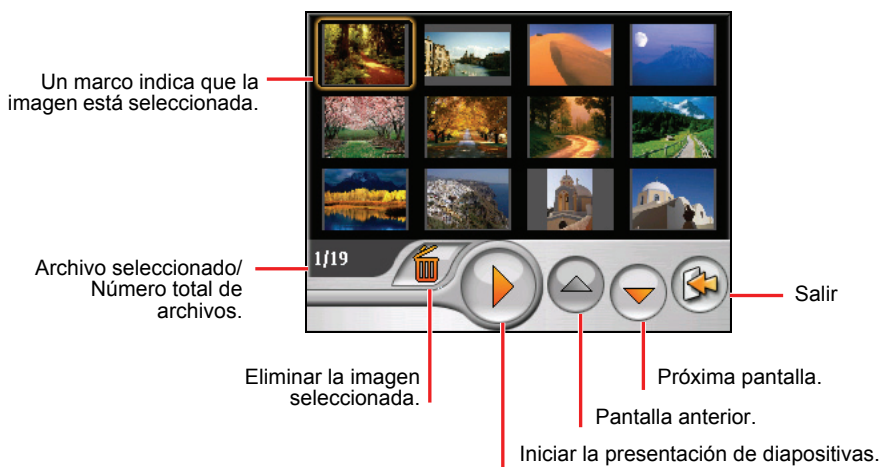 Un marco indica que la
imagen está seleccionada.
Archivo seleccionado/
Número total de
archivos.
1/19
Salir
Eliminar la imagen
seleccionada.
Próxima pantalla.
Pantalla anterior.
Iniciar la presentación de diapositivas.